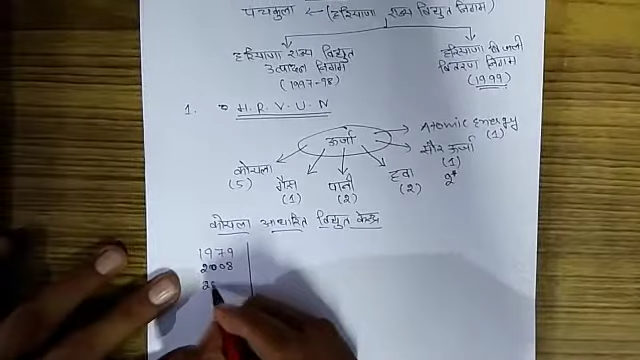 पंचकुला ← (हरियाणा राज्य विद्युत निगम)
हरियाणा राज्य विद्युत उत्पादन निगम (1997-98)
हरियाणा बिजली वितरण निगम (1999)
1. H.R.V.U.N
ऊर्जा
Atomic Energy (1)
सौर ऊर्जा (1)
2*
कोयला (5)
गैस (1)
पानी (2)
हवा (2)
कोयला आधारित विद्युत केन्द्र
1979
2008